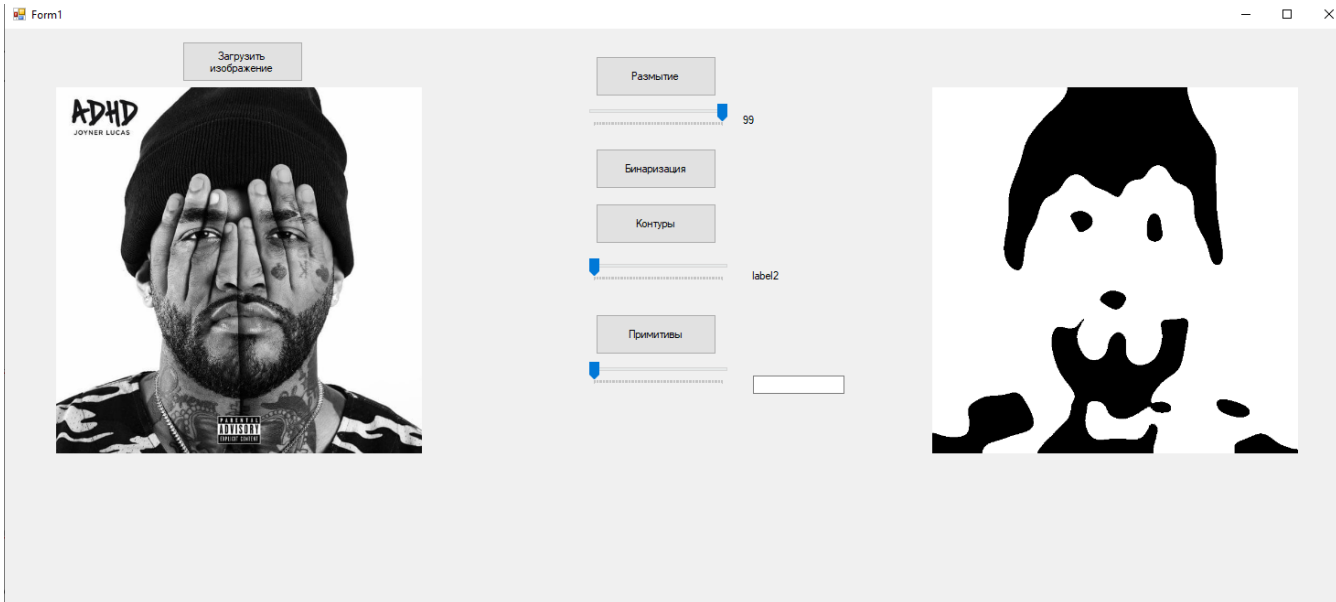 Form1
Загрузить
изображение
ADHD
JOYNER LUCAS
PARENTAL
ADVISORY
EXPLICIT CONTENT
Размытие
99
Бинаризация
Контуры
label2
Примитивы